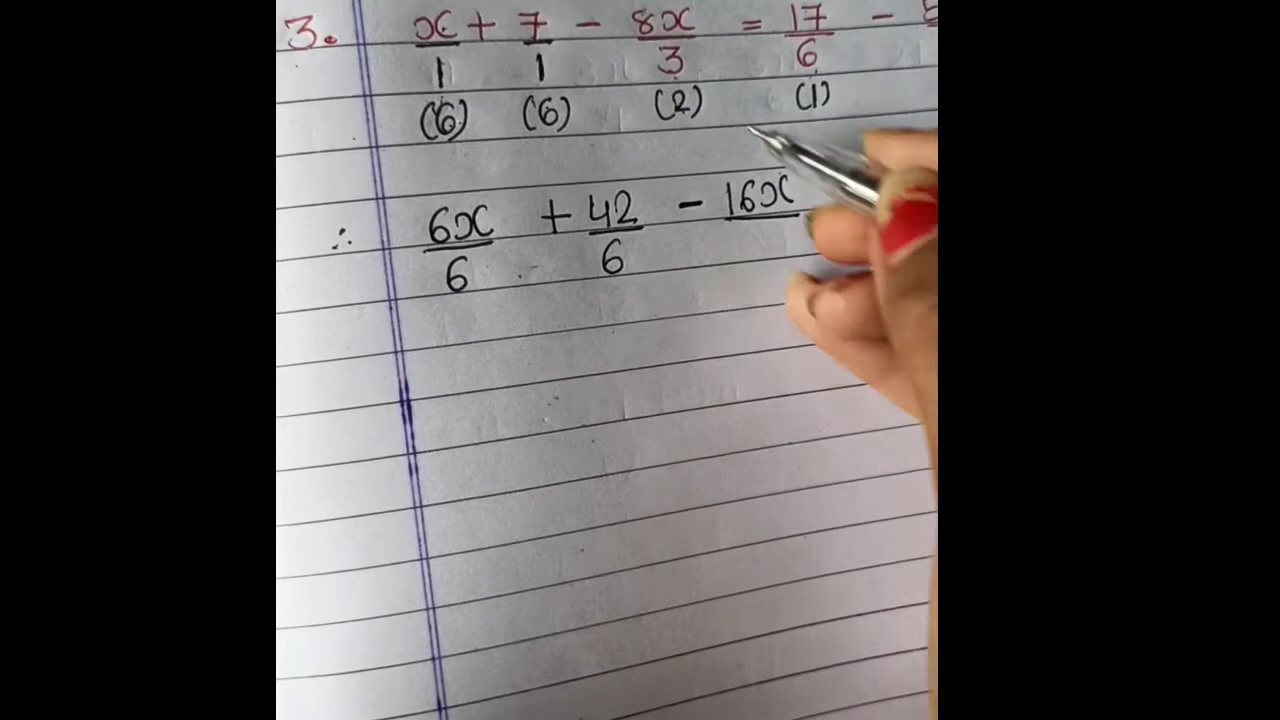 3. x/1 + 7/1 - 8x/3 = 17/6 -
(6) (6) (2) (1)
∴ 6x/6 + 42/6 - 16x